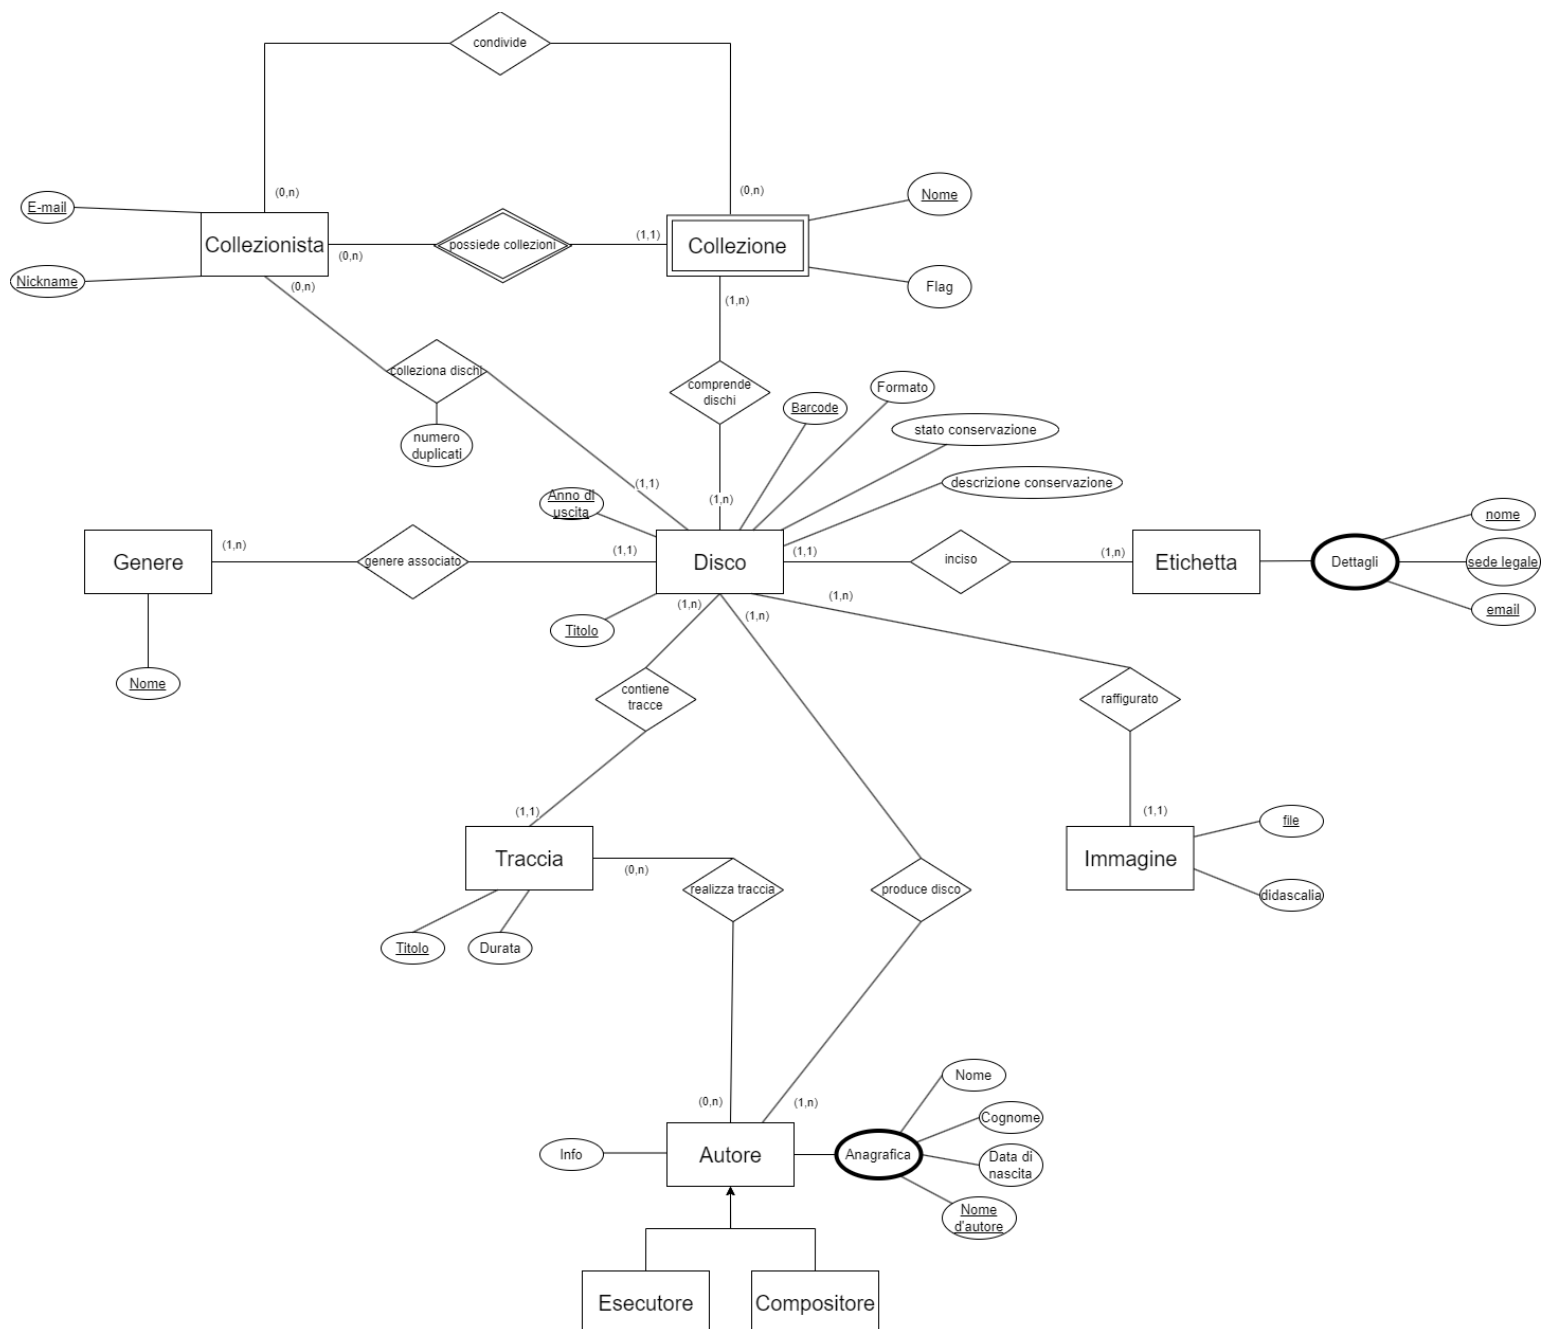 condivide
(0,n)
(0,n)
E-mail
Nome
Collezionista
possiede collezioni
(1,1)
Collezione
(0,n)
Nickname
(0,n)
Flag
(1,n)
colleziona dischi
comprende
dischi
Formato
Barcode
numero
duplicati
stato conservazione
(1,1)
descrizione conservazione
Anno di
uscita
(1,n)
nome
(1,n)
(1,1)
(1,1)
(1,n)
Genere
genere associato
Disco
inciso
Etichetta
Dettagli
sede legale
(1,n)
(1,n)
(1,n)
email
Titolo
Nome
contiene
tracce
raffigurato
(1,1)
(1,1)
file
Traccia
(0,n)
realizza traccia
produce disco
Immagine
didascalia
Titolo
Durata
Nome
(0,n)
(1,n)
Cognome
Info
Autore
Anagrafica
Data di
nascita
Nome
d'autore
Esecutore
Compositore